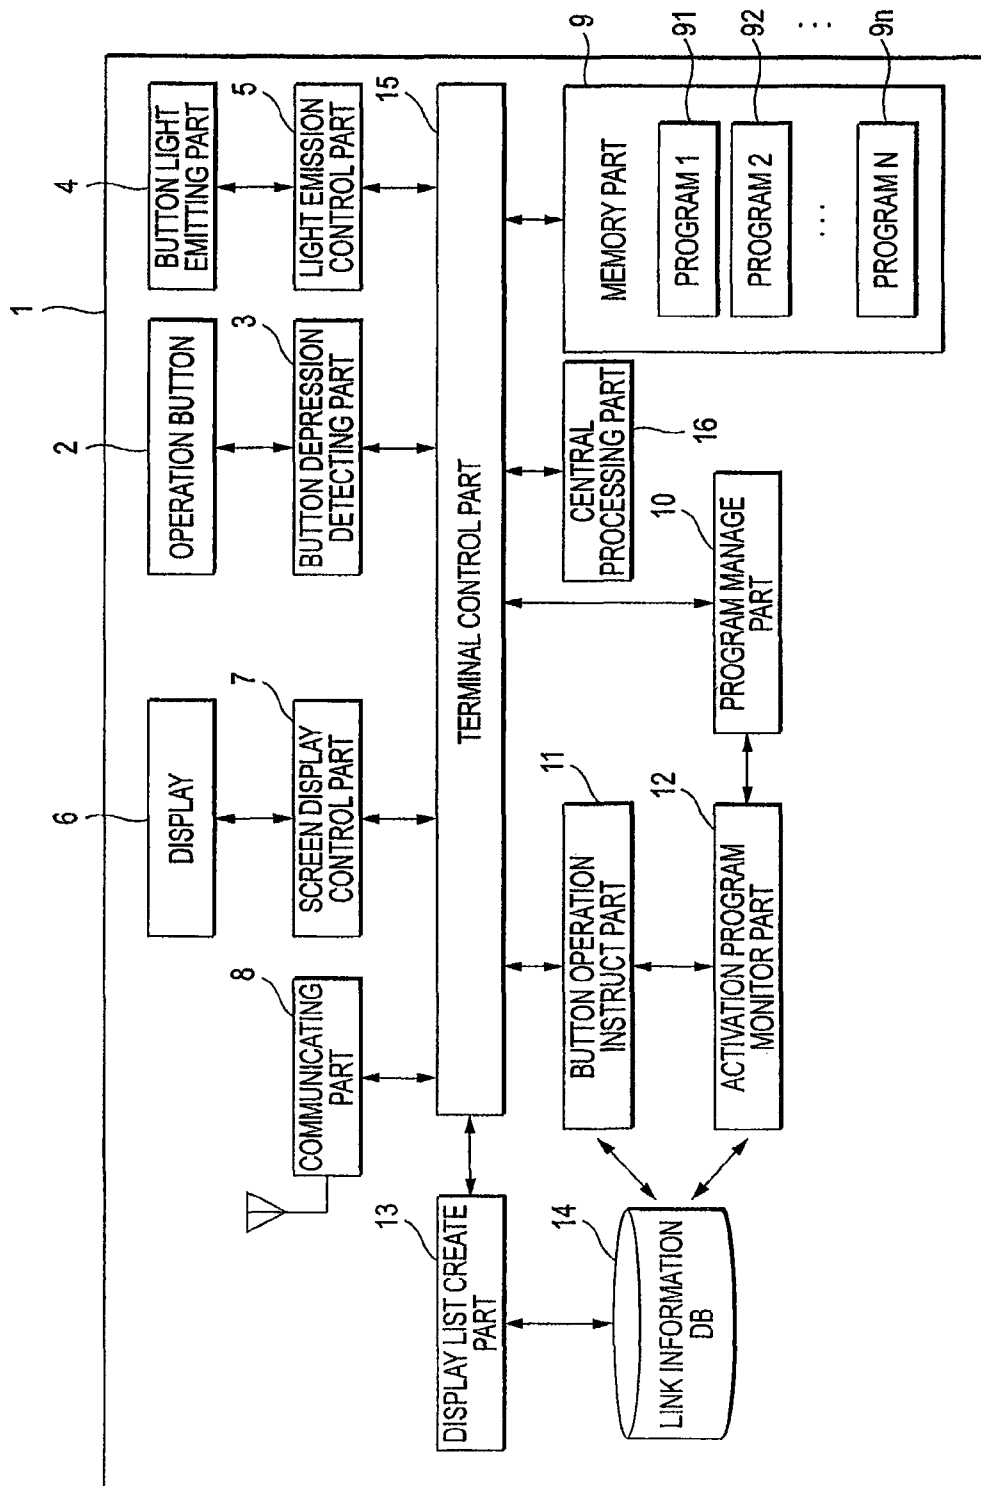 1
6
DISPLAY
2
OPERATION BUTTON
4
BUTTON LIGHT
EMITTING PART
8
COMMUNICATING
PART
7
SCREEN DISPLAY
CONTROL PART
3
BUTTON DEPRESSION
DETECTING PART
5
LIGHT EMISSION
CONTROL PART
13
DISPLAY LIST CREATE
PART
15
TERMINAL CONTROL PART
14
LINK INFORMATION
DB
11
BUTTON OPERATION
INSTRUCT PART
12
ACTIVATION PROGRAM
MONITOR PART
10
PROGRAM MANAGE
PART
CENTRAL
PROCESSING PART
16
9
MEMORY PART
PROGRAM 1
91
PROGRAM 2
92
...
...
PROGRAM N
9n